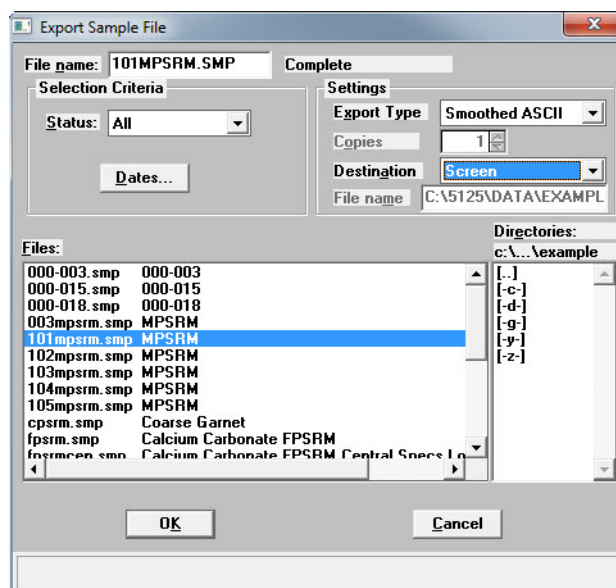 Export Sample File
File name: 101MPSRM.SMP Complete
Selection Criteria
Status: All
Dates...
Settings
Export Type Smoothed ASCII
Copies 1
Destination Screen
File name C:\5125\DATA\EXAMPL
Files:
000-003.smp 000-003
000-015.smp 000-015
000-018.smp 000-018
003mpsrm.smp MPSRM
101mpsrm.smp MPSRM
102mpsrm.smp MPSRM
103mpsrm.smp MPSRM
104mpsrm.smp MPSRM
105mpsrm.smp MPSRM
cpsrm.smp Coarse Garnet
fpsrm.smp Calcium Carbonate FPSRM
fpsrmcen.smp Calcium Carbonate FPSRM Central Specs Lo
Directories:
c:\...\example
[..]
[-c-]
[-d-]
[-g-]
[-y-]
[-z-]
OK
Cancel